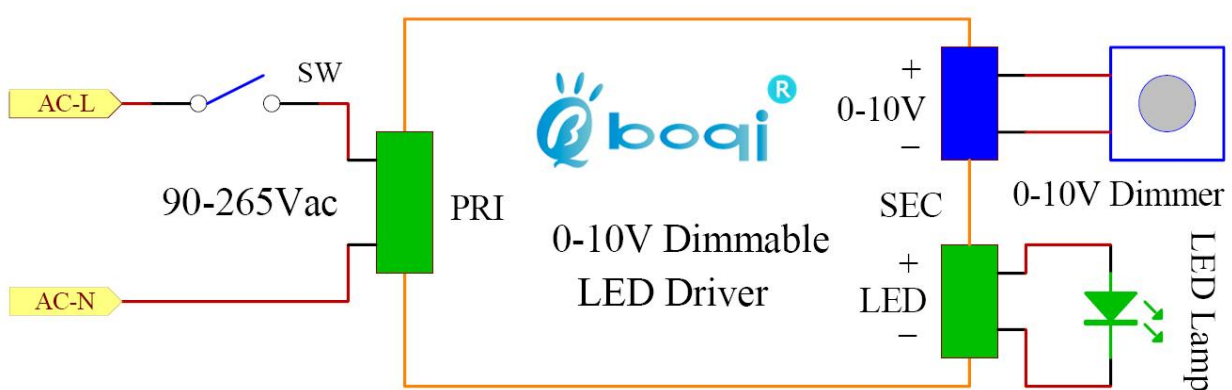 SW
AC-L
90-265Vac
AC-N
PRI
boqi®
0-10V Dimmable
LED Driver
+
0-10V
−
SEC
+
LED
−
0-10V Dimmer
LED Lamp